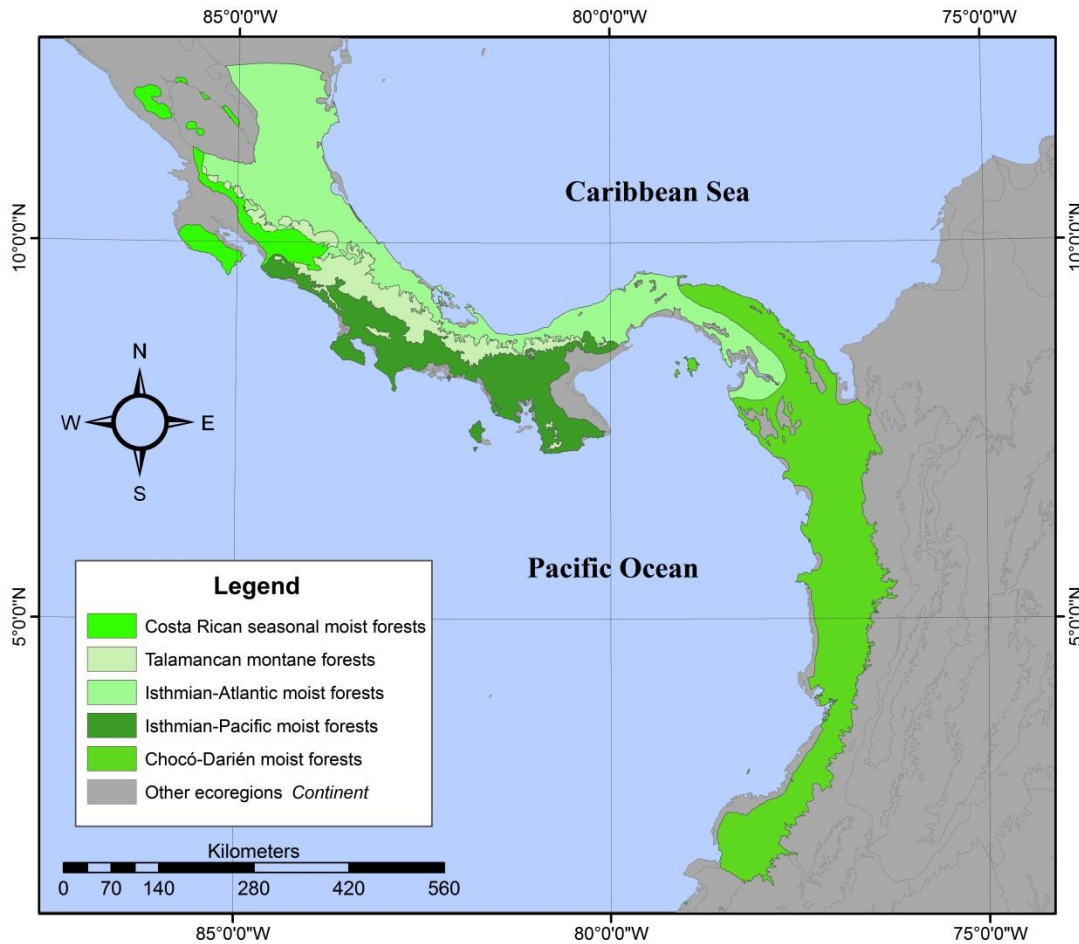 85°0'0"W
80°0'0"W
75°0'0"W
10°0'0"N
10°0'0"N
Caribbean Sea
N
W
E
S
Pacific Ocean
5°0'0"N
5°0'0"N
Legend
Costa Rican seasonal moist forests
Talamancan montane forests
Isthmian-Atlantic moist forests
Isthmian-Pacific moist forests
Chocó-Darién moist forests
Other ecoregions Continent
Kilometers
0 70 140 280 420 560
85°0'0"W
80°0'0"W
75°0'0"W